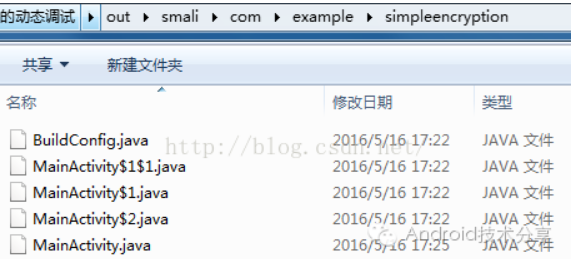 的动态调试 ▸ out ▸ smali ▸ com ▸ example ▸ simpleencryption
共享 ▼ 新建文件夹
名称 修改日期 类型
BuildConfig.java 2016/5/16 17:22 JAVA 文件
http://blog.csdn.net/
MainActivity$1$1.java 2016/5/16 17:22 JAVA 文件
MainActivity$1.java 2016/5/16 17:22 JAVA 文件
MainActivity$2.java 2016/5/16 17:22 JAVA 文件
Android技术分享
MainActivity.java 2016/5/16 17:25 JAVA 文件